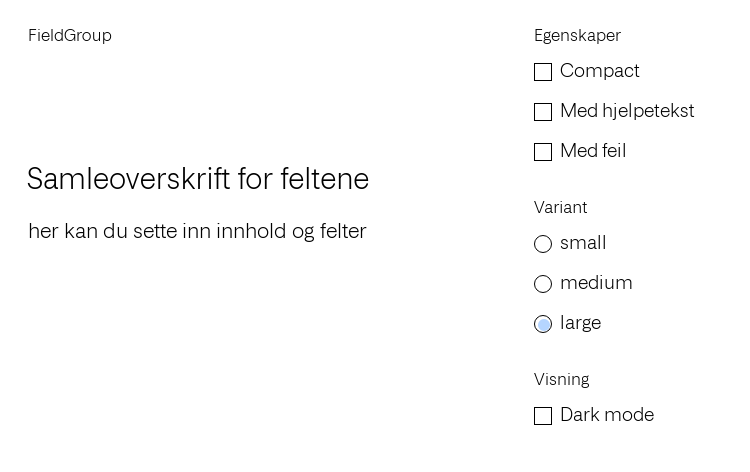 FieldGroup
Samleoverskrift for feltene
her kan du sette inn innhold og felter
Egenskaper
Compact
Med hjelpetekst
Med feil
Variant
small
medium
large
Visning
Dark mode